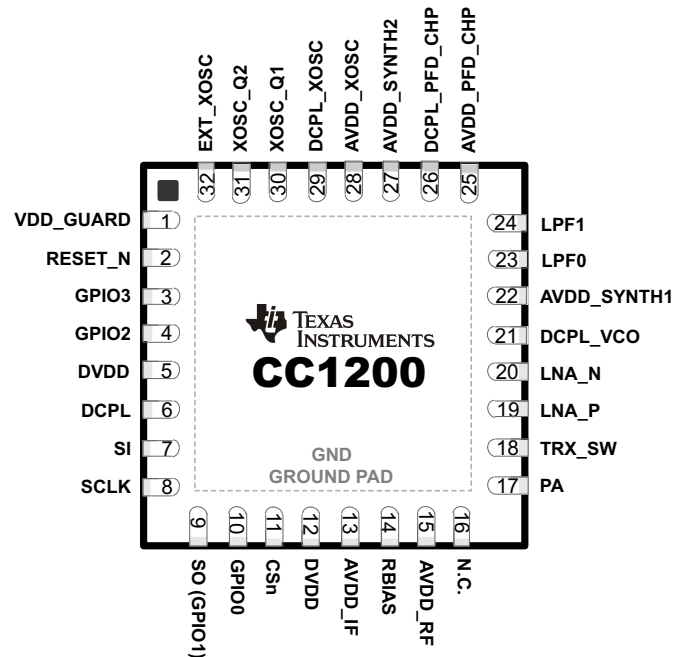 EXT_XOSC
XOSC_Q2
XOSC_Q1
DCPL_XOSC
AVDD_XOSC
AVDD_SYNTH2
DCPL_PFD_CHP
AVDD_PFD_CHP
32
31
30
29
28
27
26
25
VDD_GUARD 1
RESET_N 2
GPIO3 3
GPIO2 4
DVDD 5
DCPL 6
SI 7
SCLK 8
24 LPF1
23 LPF0
22 AVDD_SYNTH1
21 DCPL_VCO
20 LNA_N
19 LNA_P
18 TRX_SW
17 PA
TEXAS
INSTRUMENTS
CC1200
GND
GROUND PAD
9
10
11
12
13
14
15
16
SO (GPIO1)
GPIO0
CSn
DVDD
AVDD_IF
RBIAS
AVDD_RF
N.C.